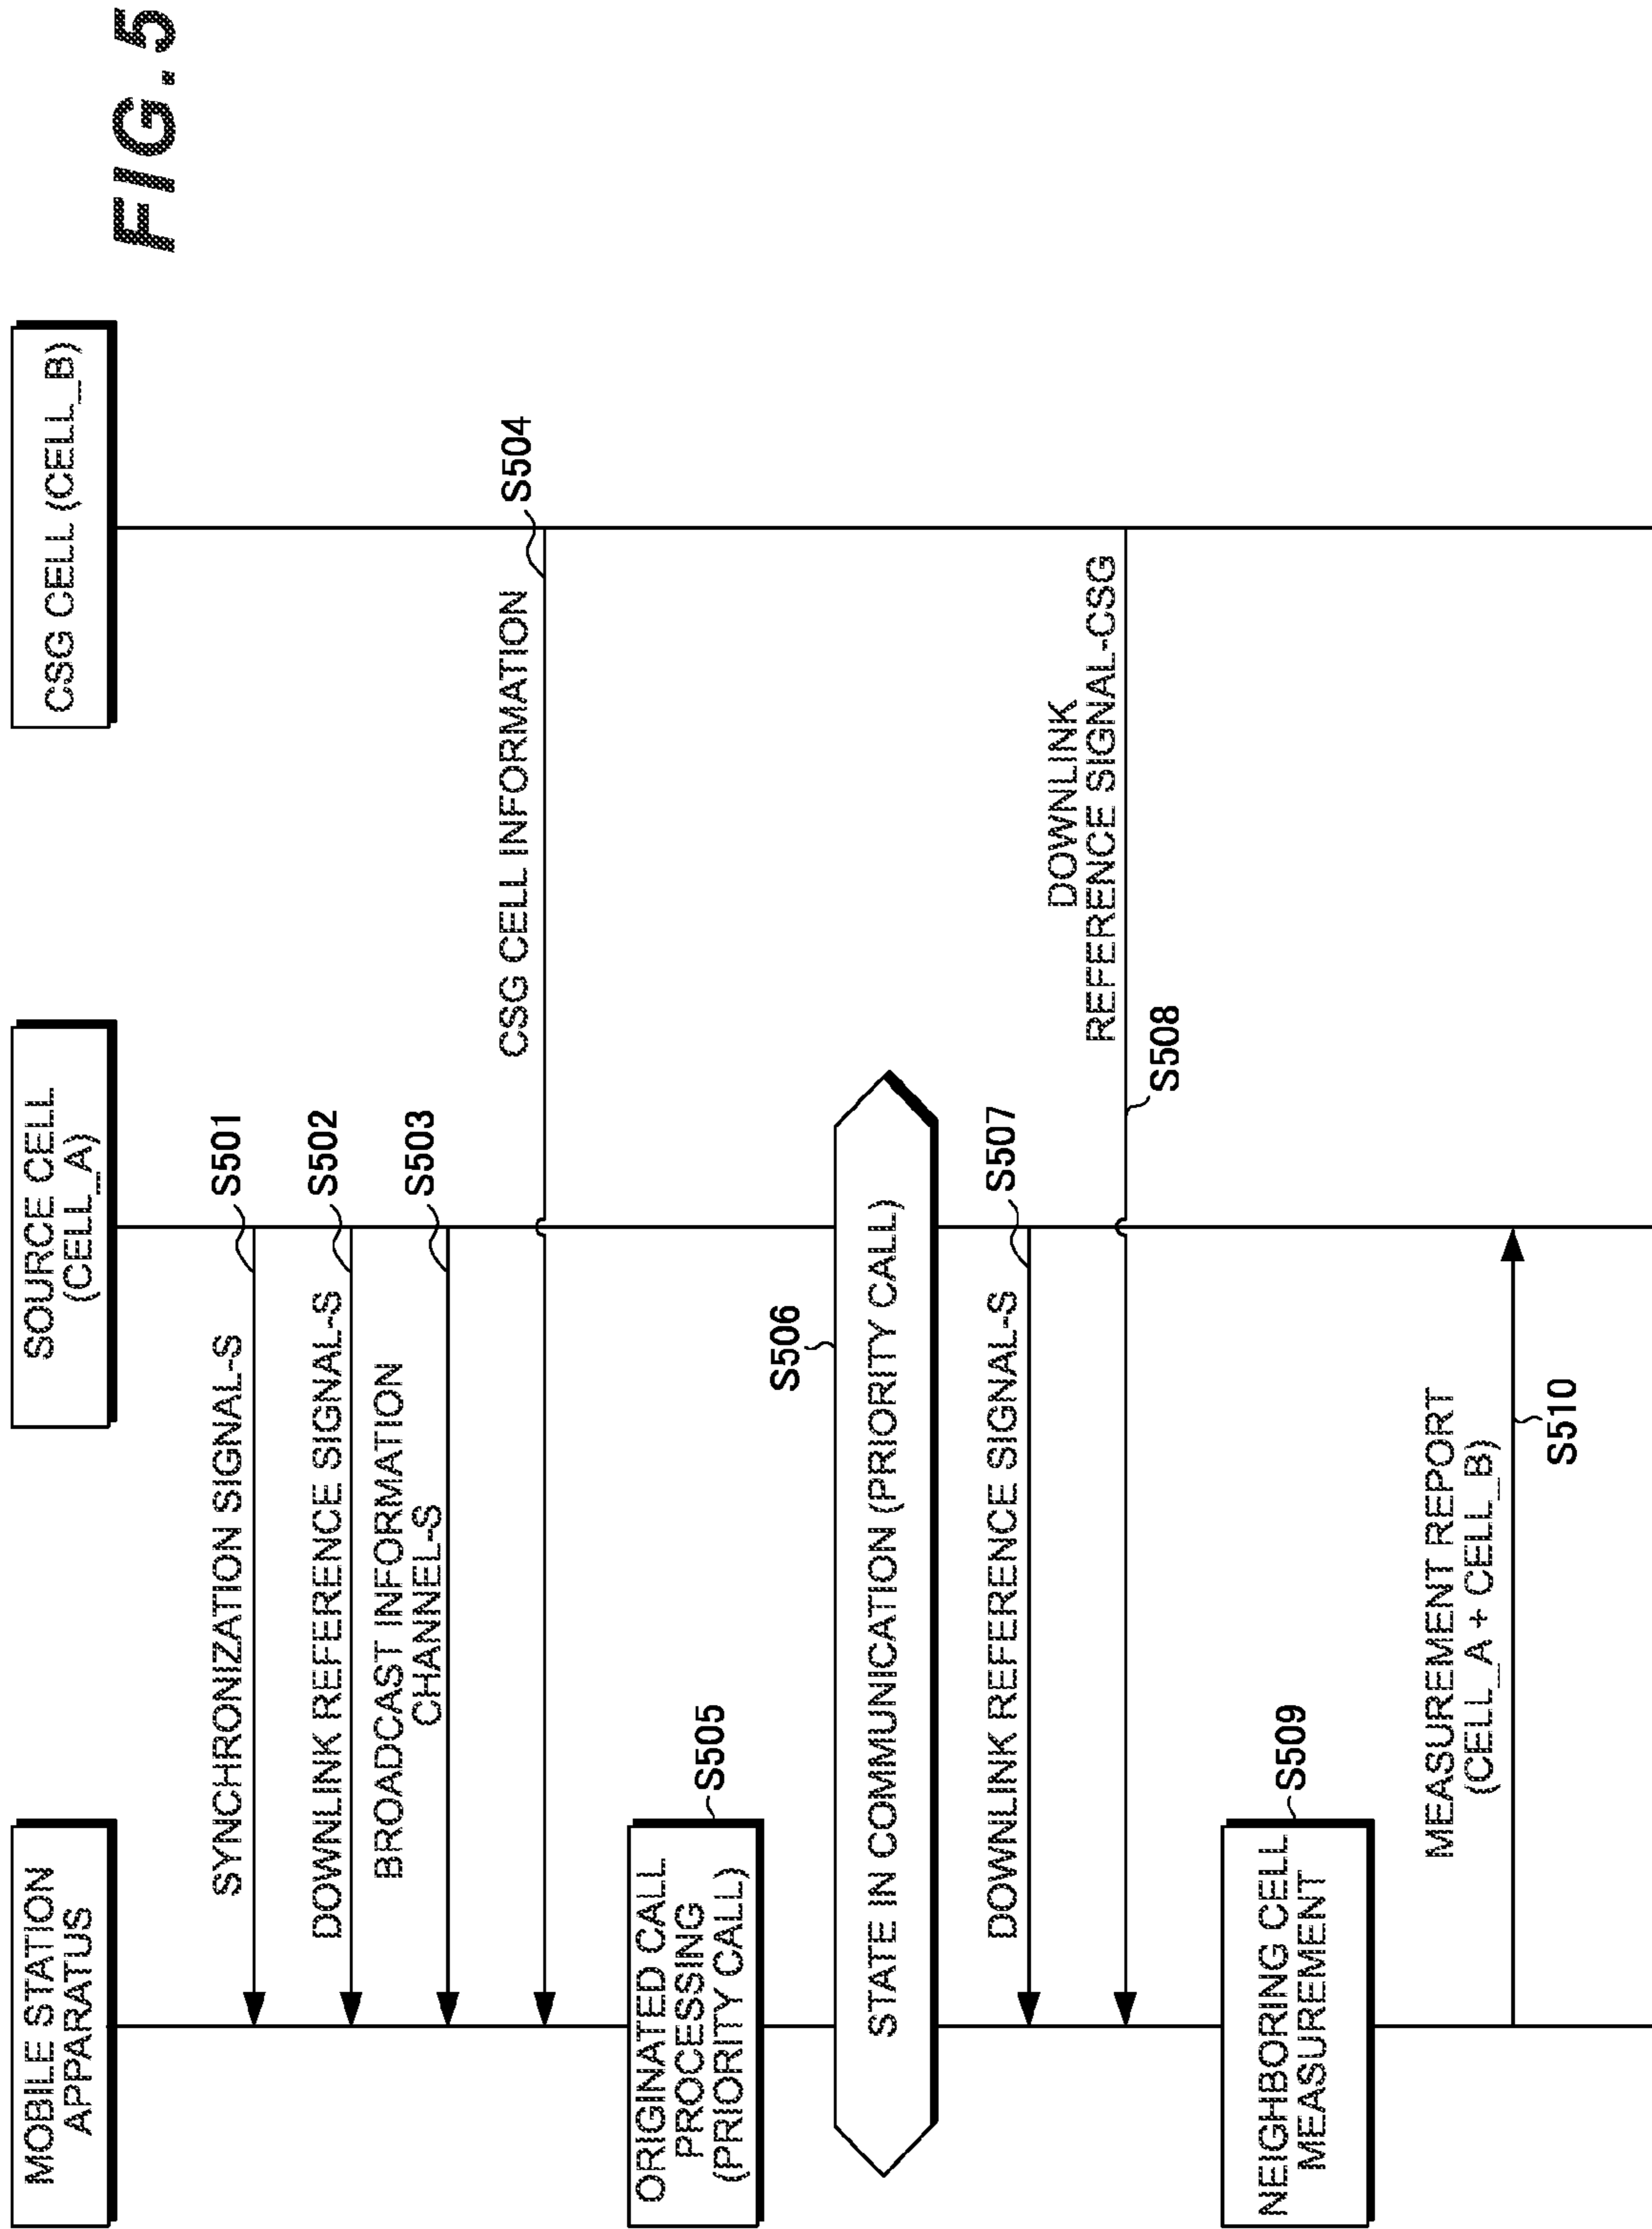 FIG.5
MOBILE STATION
APPARATUS
SOURCE CELL
(CELL_A)
CSG CELL (CELL_B)
SYNCHRONIZATION SIGNAL-S
S501
DOWNLINK REFERENCE SIGNAL-S
S502
BROADCAST INFORMATION
CHANNEL-S
S503
CSG CELL INFORMATION
S504
ORIGINATED CALL
PROCESSING
(PRIORITY CALL)
S505
S506
STATE IN COMMUNICATION (PRIORITY CALL)
DOWNLINK REFERENCE SIGNAL-S
S507
DOWNLINK
REFERENCE SIGNAL-CSG
S508
NEIGHBORING CELL
MEASUREMENT
S509
MEASUREMENT REPORT
(CELL_A + CELL_B)
S510